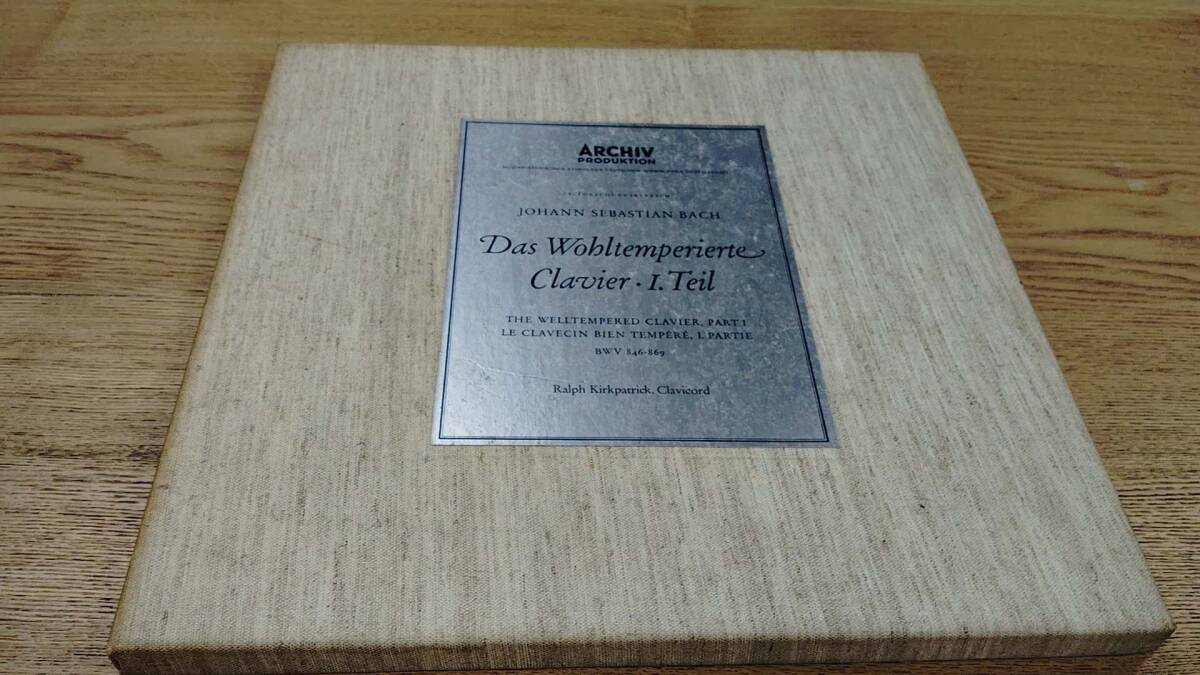 ARCHIV
PRODUKTION
JOHANN SEBASTIAN BACH
Das Wohltemperierte
Clavier · I. Teil
THE WELLTEMPERED CLAVIER, PART I
LE CLAVECIN BIEN TEMPÉRÉ, I. PARTIE
BWV 846-869
Ralph Kirkpatrick, Clavicord